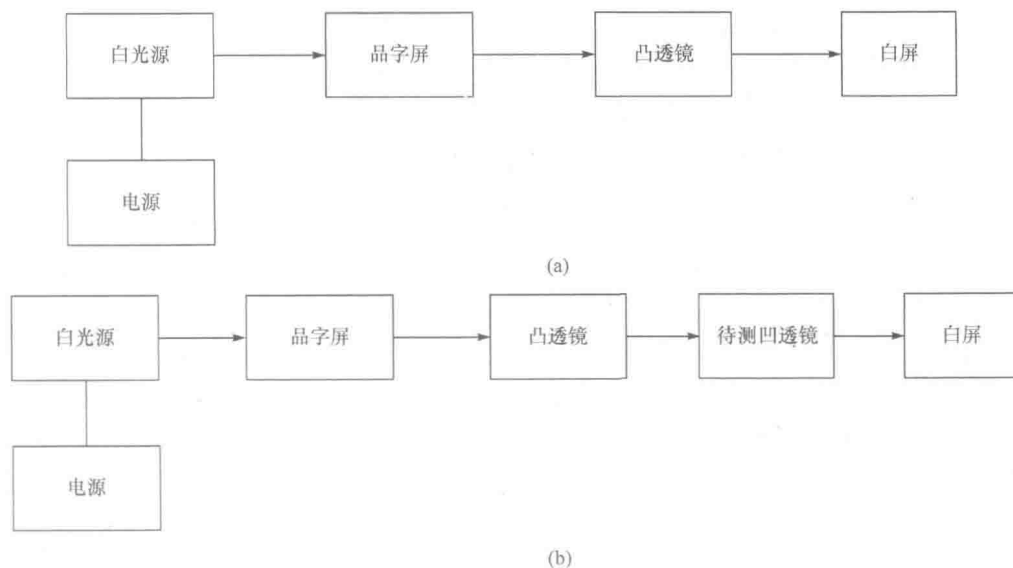 白光源 品字屏 凸透镜 白屏
电源
(a)
白光源 品字屏 凸透镜 待测凹透镜 白屏
电源
(b)